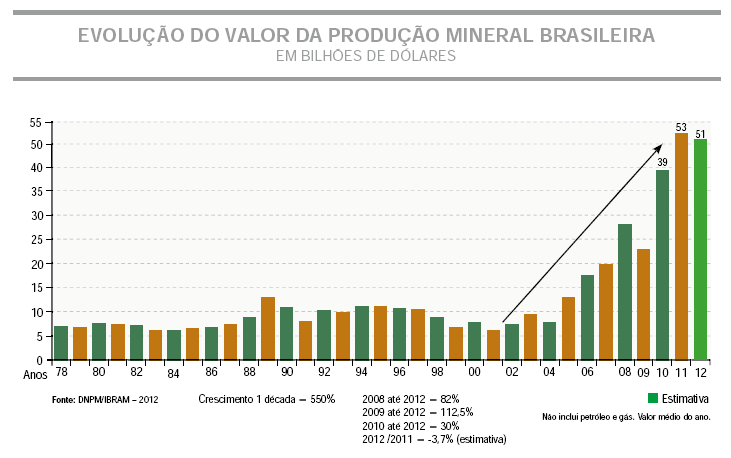 EVOLUÇÃO DO VALOR DA PRODUÇÃO MINERAL BRASILEIRA
EM BILHÕES DE DÓLARES
55
50
40
35
30
25
20
15
10
5
0
39
53
51
Anos
78 80 82 84 86 88 90 92 94 96 98 00 02 04 06 08 09 10 11 12
Fonte: DNPM/IBRAM – 2012
Crescimento 1 década – 550%
2008 até 2012 – 82%
2009 até 2012 – 112,5%
2010 até 2012 – 30%
2012 /2011 – -3,7% (estimativa)
Estimativa
Não inclui petróleo e gás. Valor médio do ano.